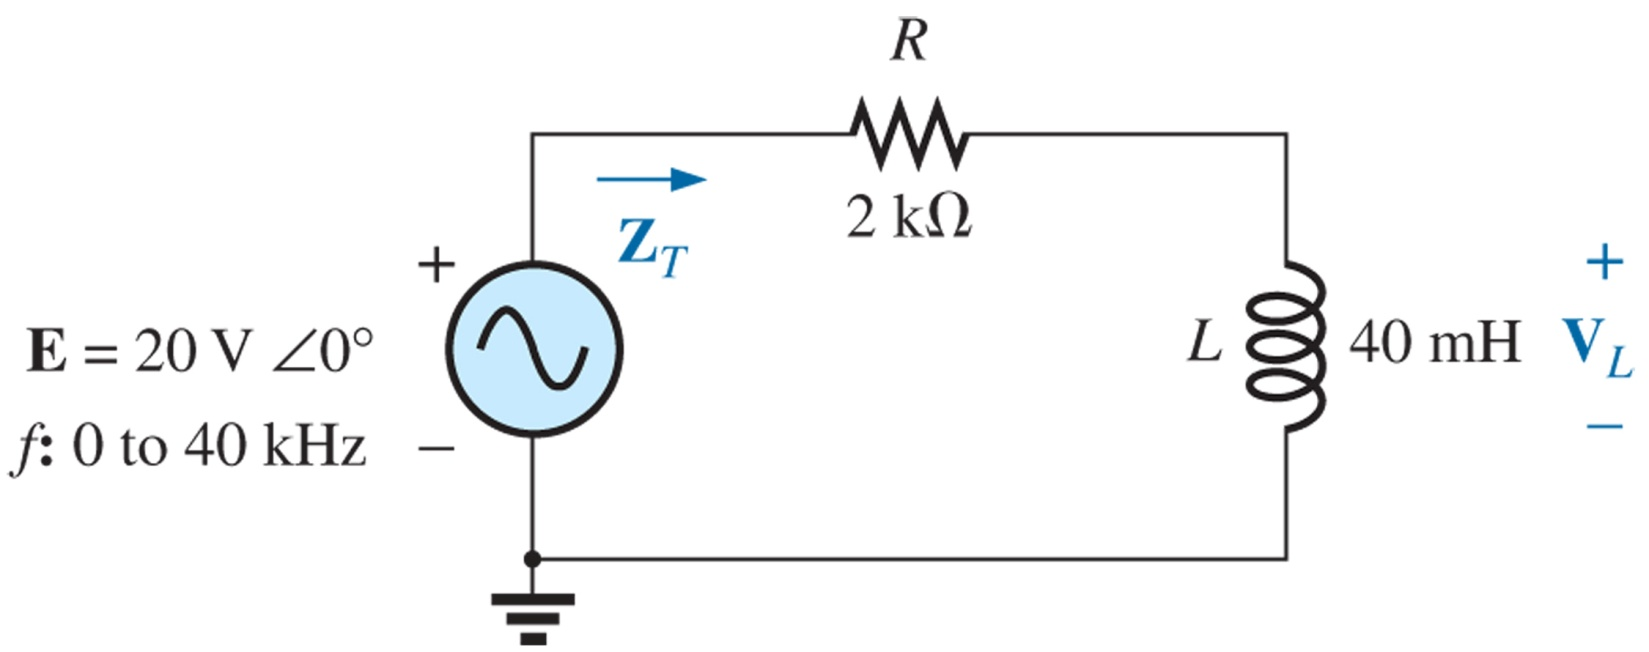 R
2 kΩ
Z_T
+
E = 20 V ∠0°
f: 0 to 40 kHz
−
L
40 mH
+
V_L
−